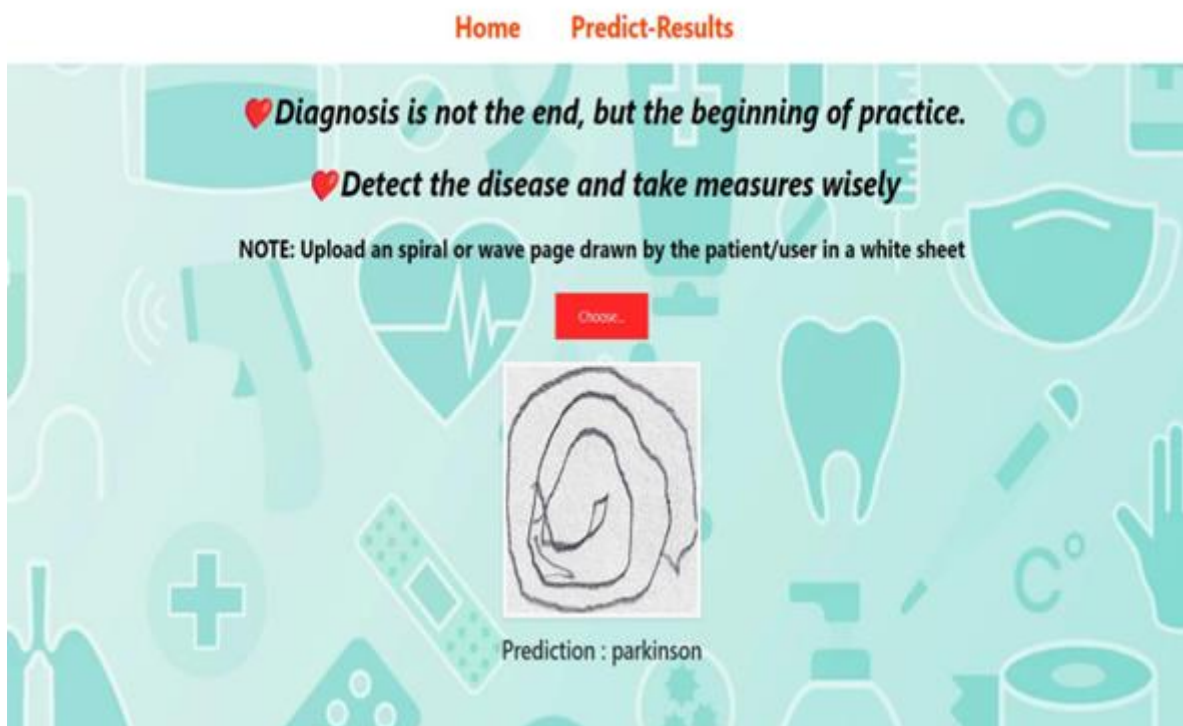 Home Predict-Results
❤Diagnosis is not the end, but the beginning of practice.
❤Detect the disease and take measures wisely
NOTE: Upload an spiral or wave page drawn by the patient/user in a white sheet
Choose...
Prediction : parkinson
C°